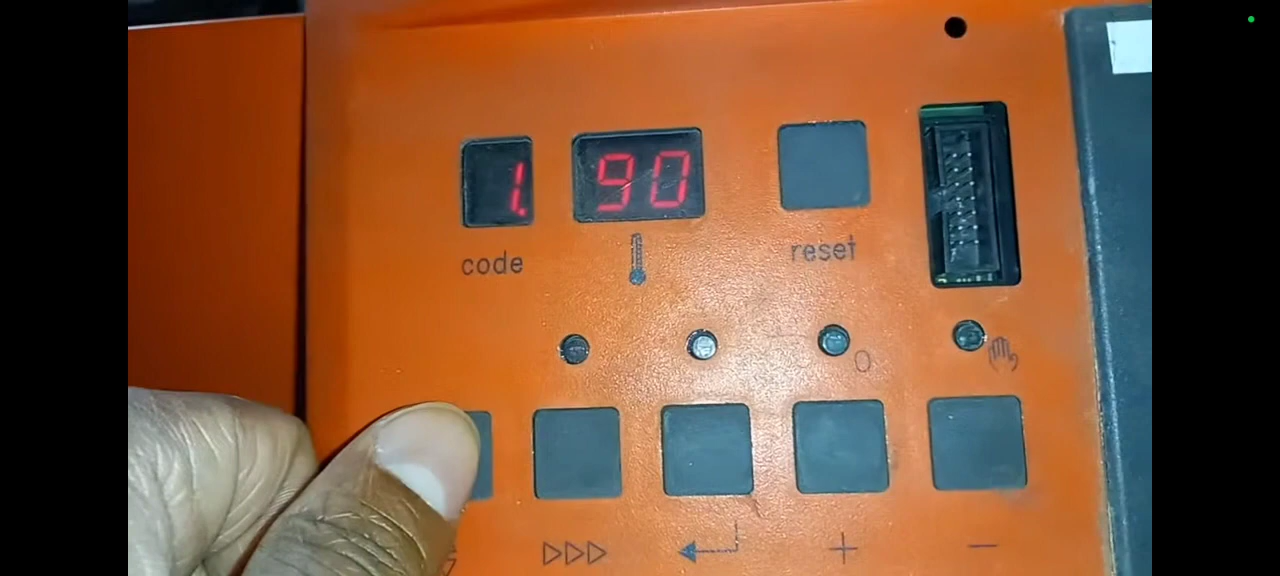 1. 90
code reset
0
+ -